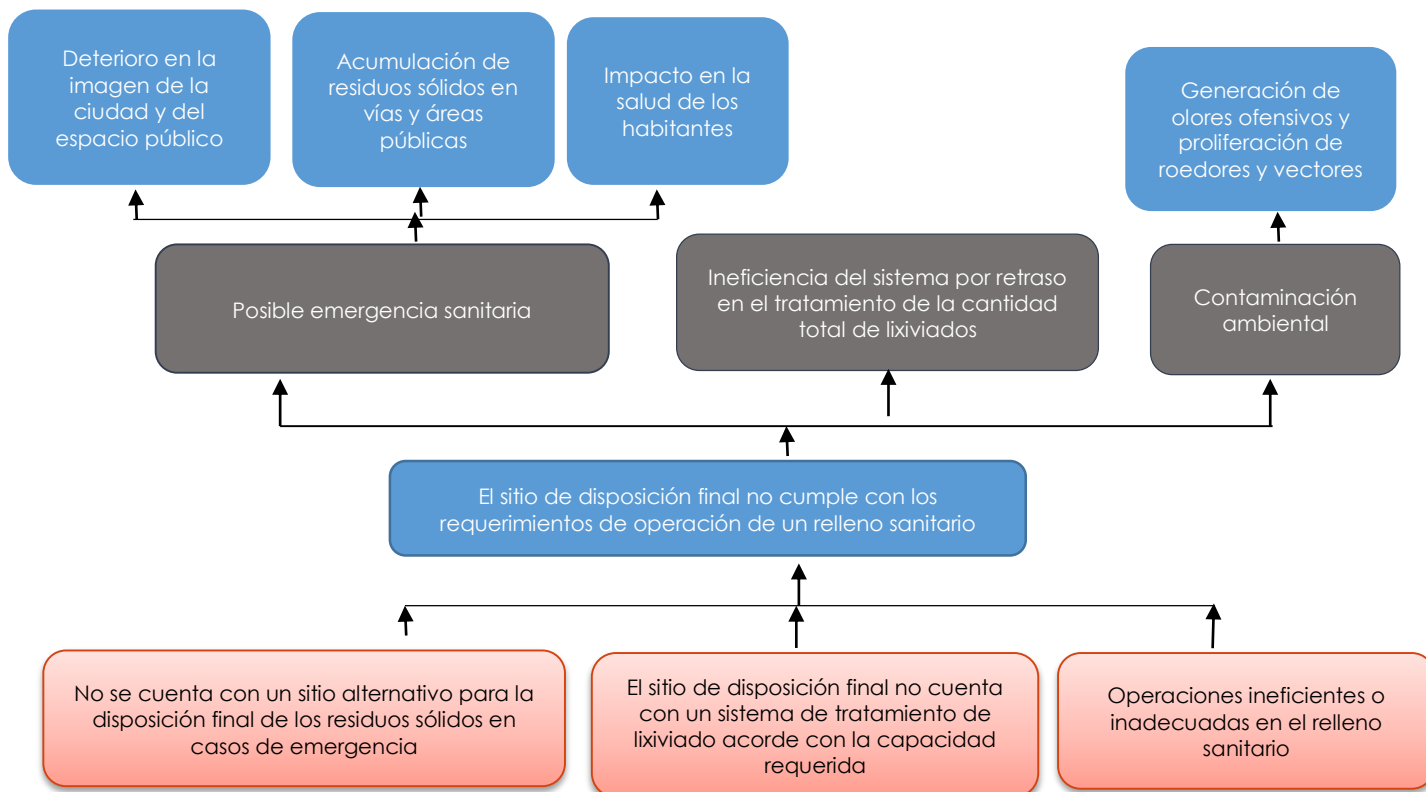 Deterioro en la
imagen de la
ciudad y del
espacio público
Acumulación de
residuos sólidos en
vías y áreas
públicas
Impacto en la
salud de los
habitantes
Generación de
olores ofensivos y
proliferación de
roedores y vectores
Posible emergencia sanitaria
Ineficiencia del sistema por retraso
en el tratamiento de la cantidad
total de lixiviados
Contaminación
ambiental
El sitio de disposición final no cumple con los
requerimientos de operación de un relleno sanitario
No se cuenta con un sitio alternativo para la
disposición final de los residuos sólidos en
casos de emergencia
El sitio de disposición final no cuenta
con un sistema de tratamiento de
lixiviado acorde con la capacidad
requerida
Operaciones ineficientes o
inadecuadas en el relleno
sanitario